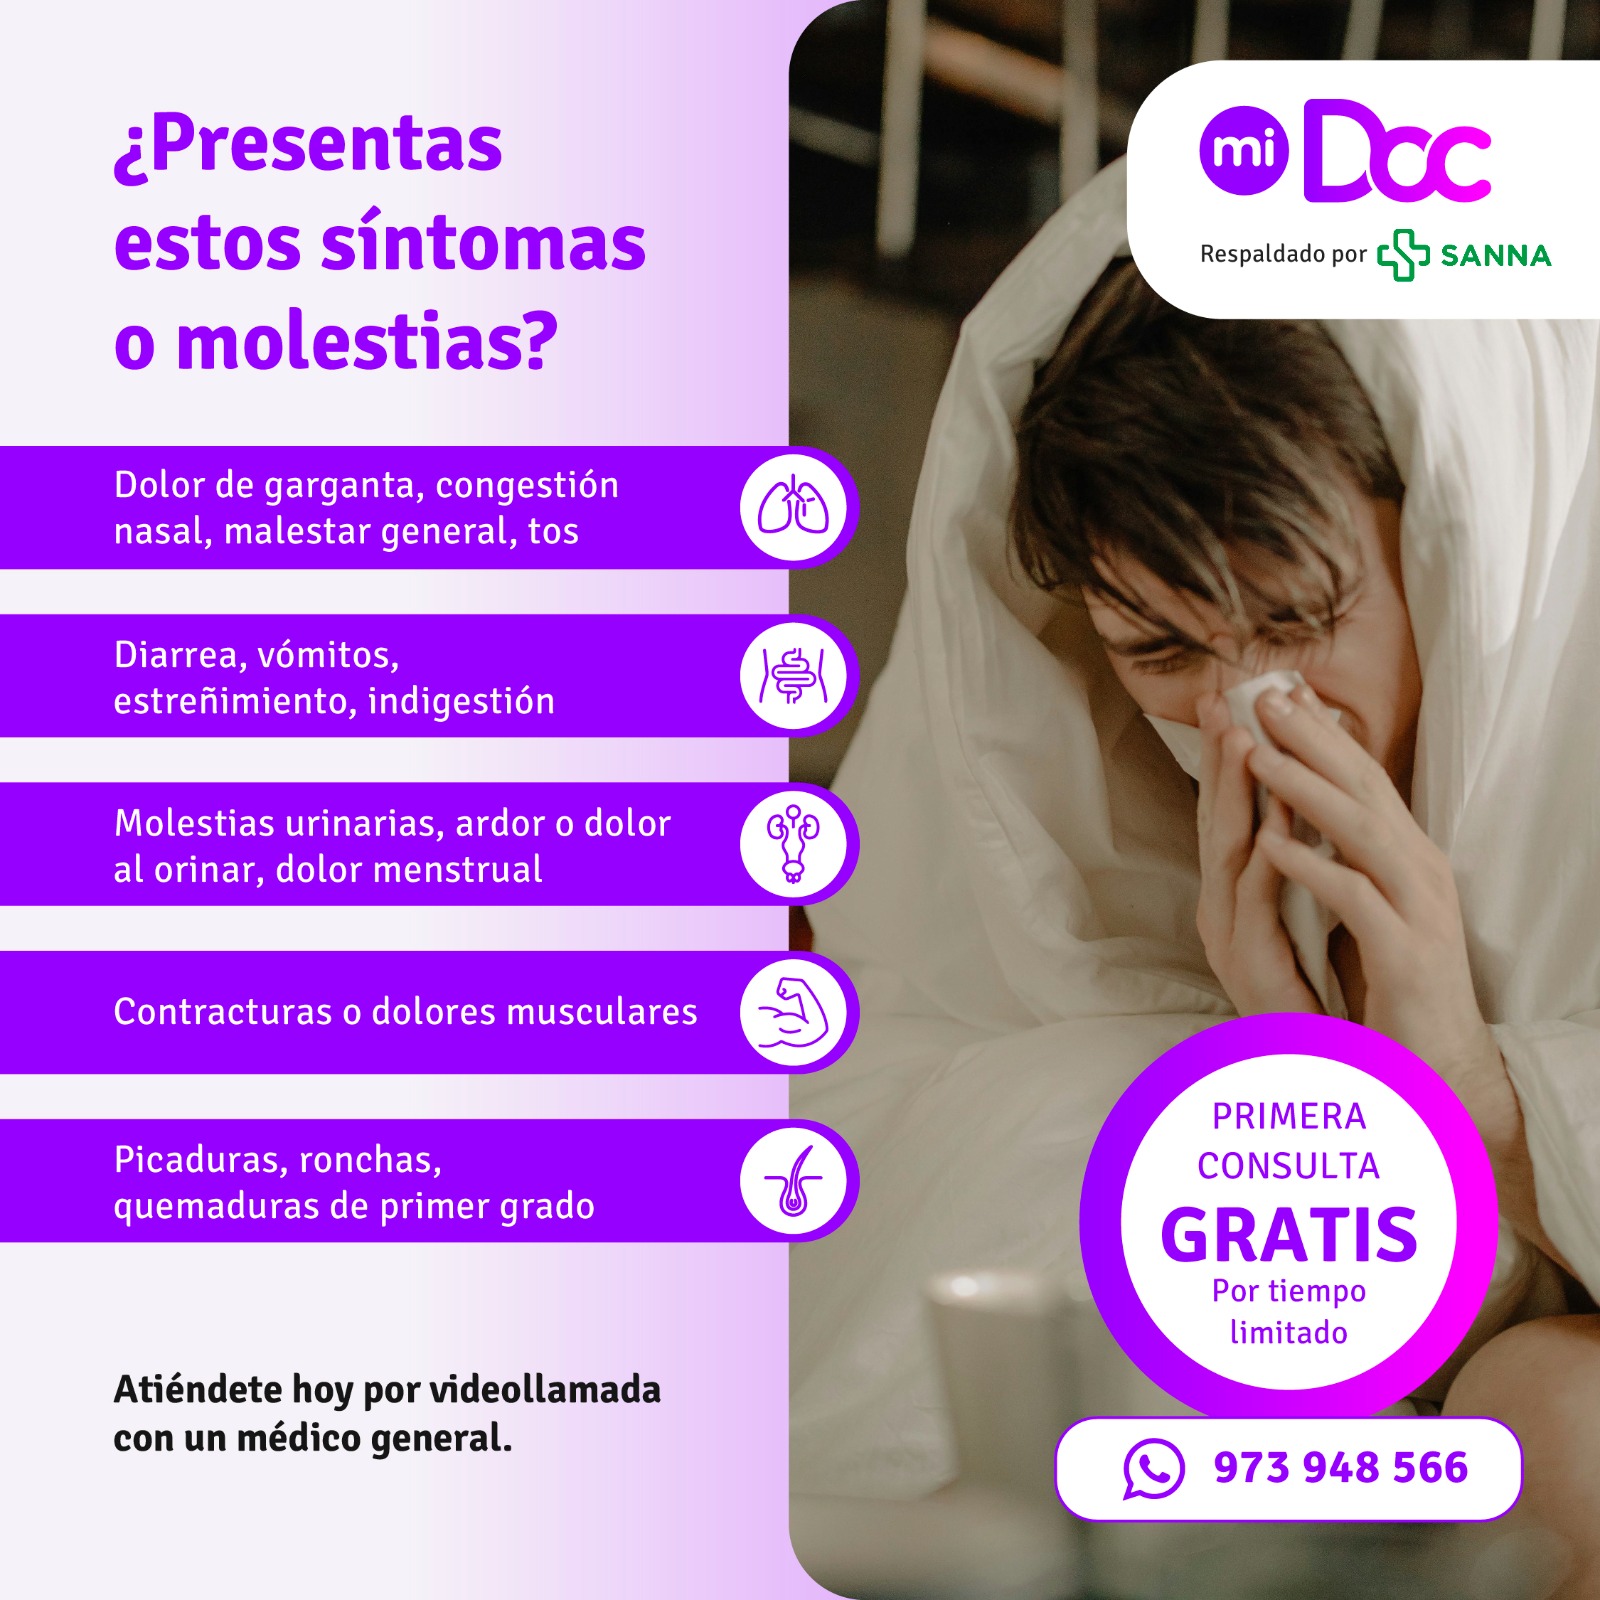 ¿Presentas
estos síntomas
o molestias?
mi Doc
Respaldado por SANNA
Dolor de garganta, congestión
nasal, malestar general, tos
Diarrea, vómitos,
estreñimiento, indigestión
Molestias urinarias, ardor o dolor
al orinar, dolor menstrual
Contracturas o dolores musculares
Picaduras, ronchas,
quemaduras de primer grado
Atiéndete hoy por videollamada
con un médico general.
PRIMERA
CONSULTA
GRATIS
Por tiempo
limitado
973 948 566